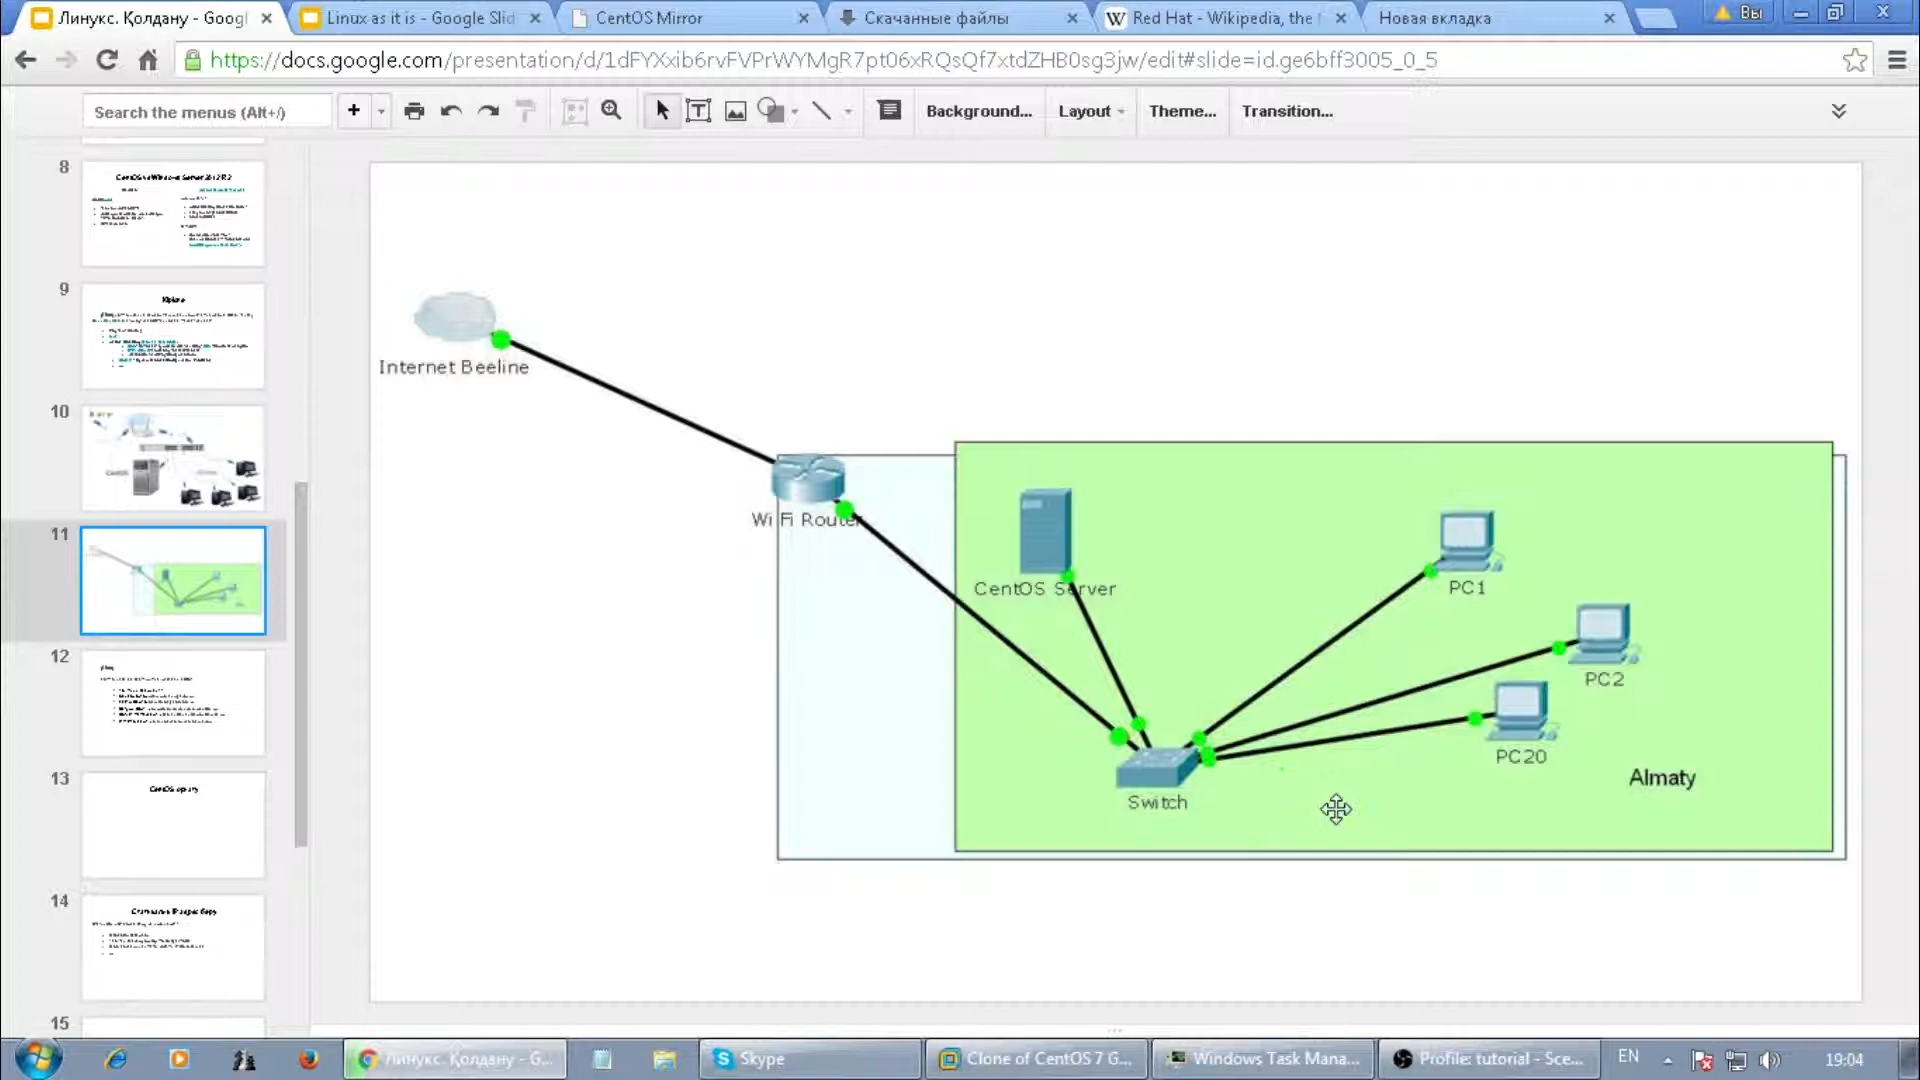 Линукс. Қолдану - Googl
Linux as it is - Google Slid
CentOS Mirror
Скачанные файлы
Red Hat - Wikipedia, the f
Новая вкладка
Вы
https://docs.google.com/presentation/d/1dFYXxib6rvFVPrWYMgR7pt06xRQsQf7xtdZHB0sg3jw/edit#slide=id.ge6bff3005_0_5
Search the menus (Alt+/)
Background...
Layout
Theme...
Transition...
8
9
10
11
12
13
14
15
Internet Beeline
Wi Fi Router
CentOS Server
PC1
PC2
PC20
Almaty
Switch
Линукс. Қолдану - G...
Skype
Clone of CentOS 7 G...
Windows Task Mana...
Profile: tutorial - Sce...
EN
19:04